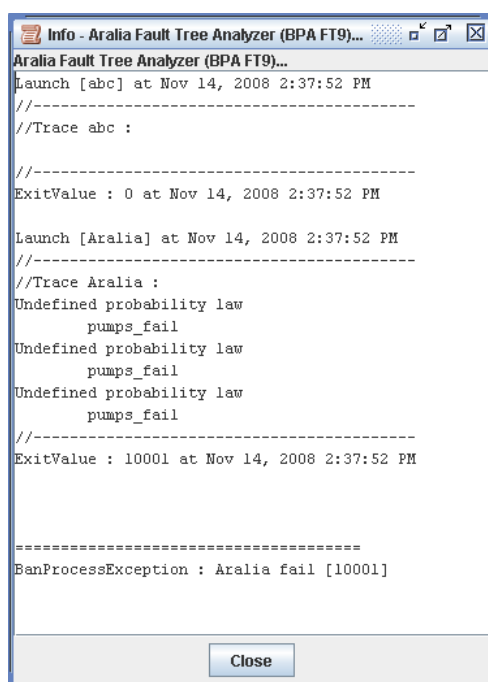 Info - Aralia Fault Tree Analyzer (BPA FT9)...
Aralia Fault Tree Analyzer (BPA FT9)...
Launch [abc] at Nov 14, 2008 2:37:52 PM
//------------------------------------------
//Trace abc :
//------------------------------------------
ExitValue : 0 at Nov 14, 2008 2:37:52 PM
Launch [Aralia] at Nov 14, 2008 2:37:52 PM
//------------------------------------------
//Trace Aralia :
Undefined probability law
pumps_fail
Undefined probability law
pumps_fail
Undefined probability law
pumps_fail
//------------------------------------------
ExitValue : 10001 at Nov 14, 2008 2:37:52 PM
======================================
BanProcessException : Aralia fail [10001]
Close